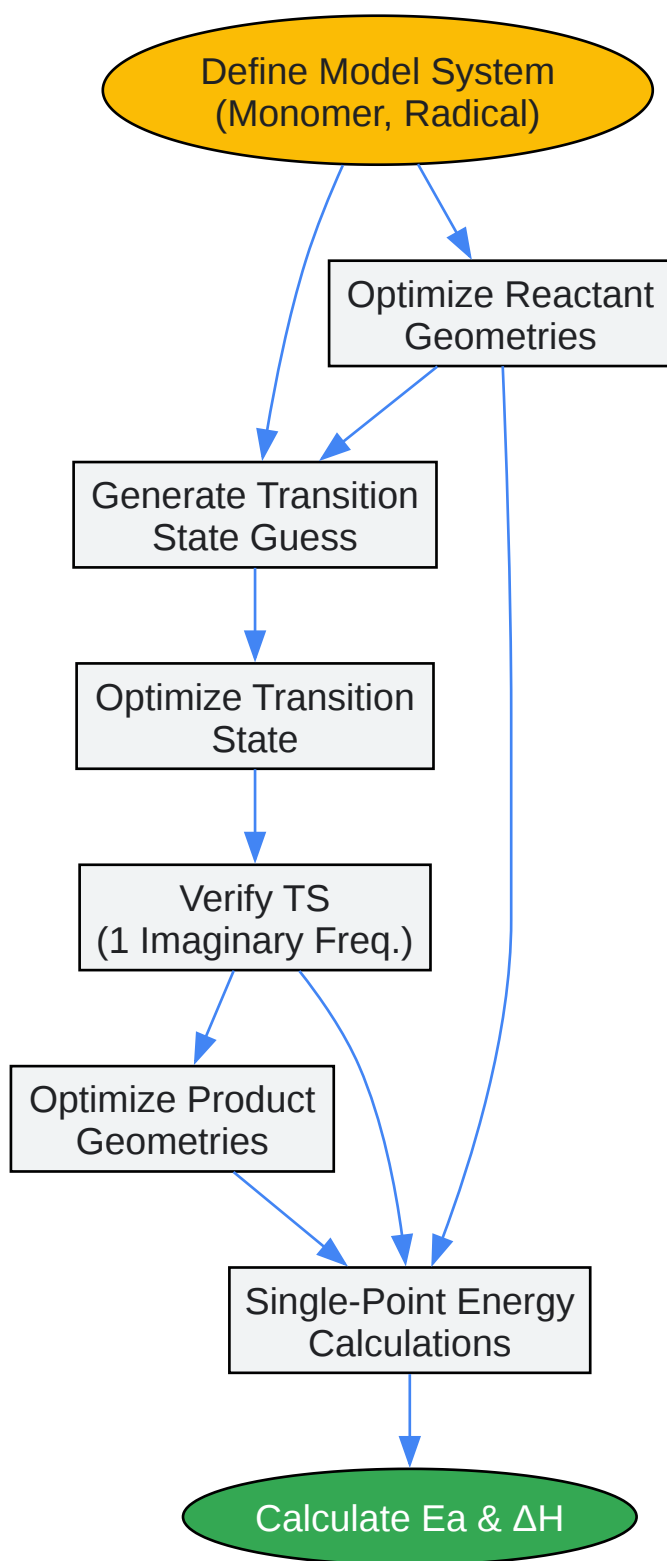 Define Model System
(Monomer, Radical)
Optimize Reactant
Geometries
Generate Transition
State Guess
Optimize Transition
State
Verify TS
(1 Imaginary Freq.)
Optimize Product
Geometries
Single-Point Energy
Calculations
Calculate Ea & ΔH